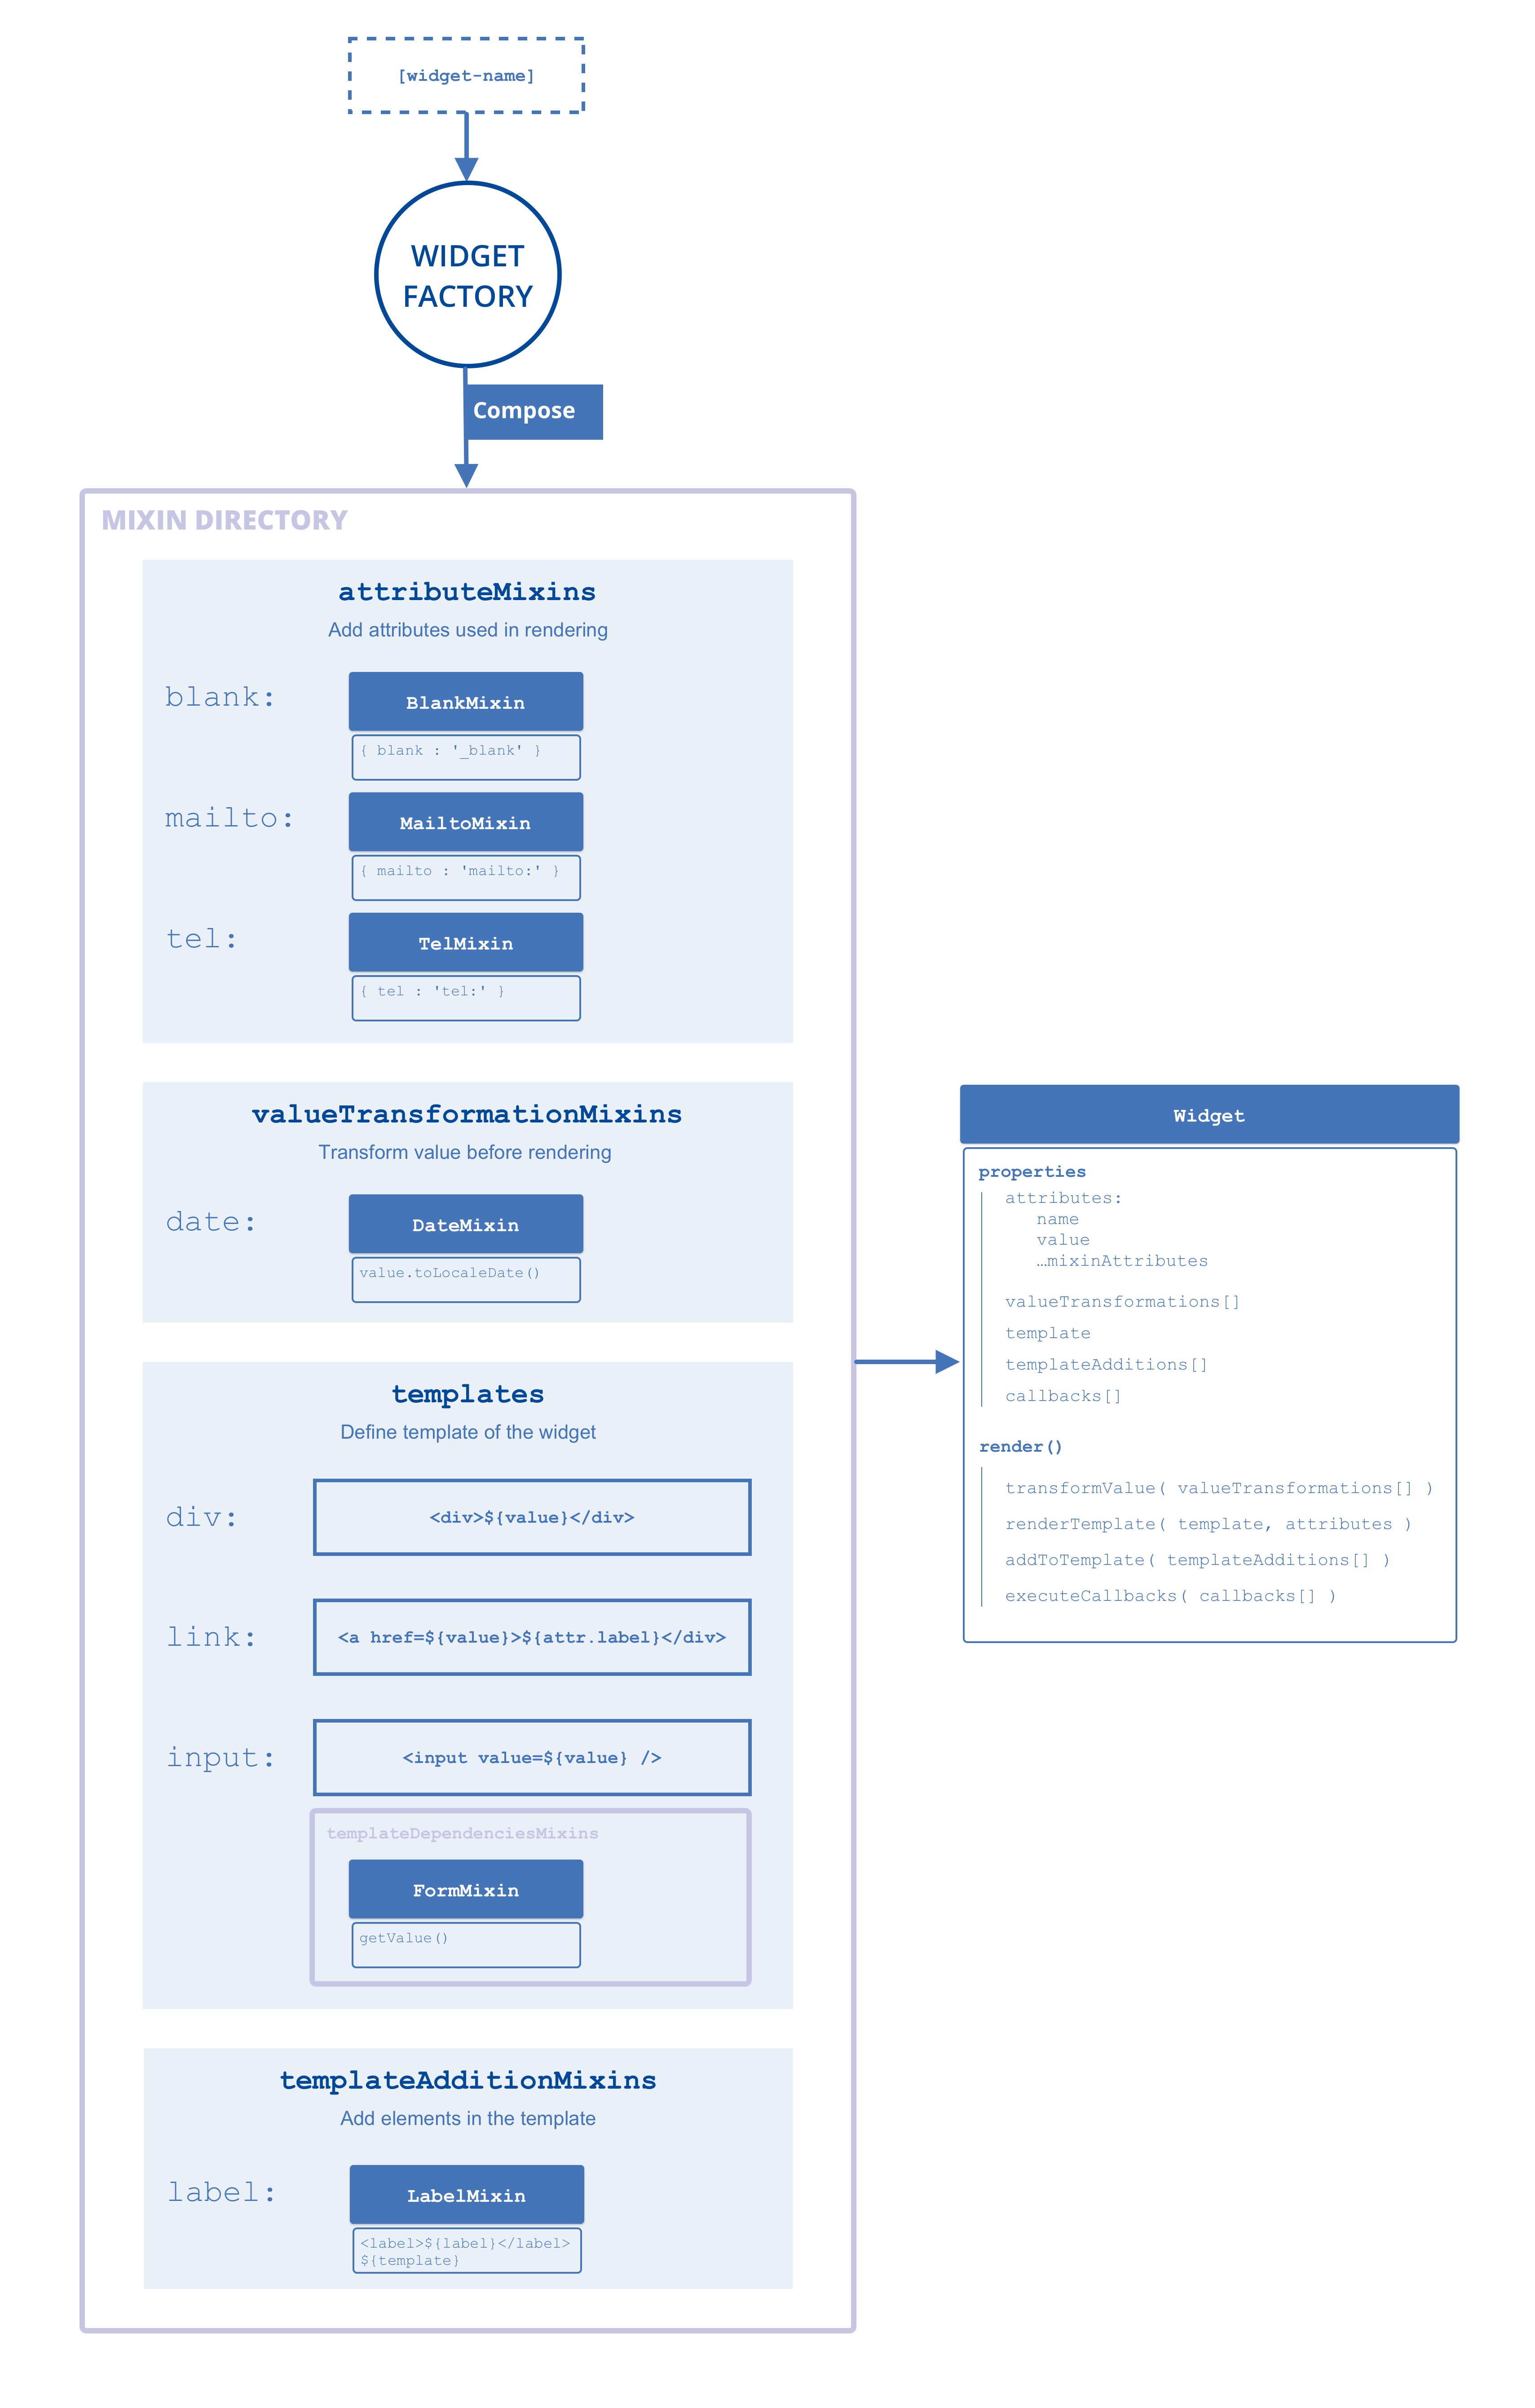 [widget-name]
WIDGET
FACTORY
Compose
MIXIN DIRECTORY
attributeMixins
Add attributes used in rendering
blank:
BlankMixin
{ blank : '_blank' }
mailto:
MailtoMixin
{ mailto : 'mailto:' }
tel:
TelMixin
{ tel : 'tel:' }
valueTransformationMixins
Transform value before rendering
date:
DateMixin
value.toLocaleDate()
templates
Define template of the widget
div:
<div>${value}</div>
link:
<a href=${value}>${attr.label}</div>
input:
<input value=${value} />
templateDependenciesMixins
FormMixin
getValue()
templateAdditionMixins
Add elements in the template
label:
LabelMixin
<label>${label}</label>
${template}
Widget
properties
attributes:
name
value
…mixinAttributes
valueTransformations[]
template
templateAdditions[]
callbacks[]
render()
transformValue( valueTransformations[] )
renderTemplate( template, attributes )
addToTemplate( templateAdditions[] )
executeCallbacks( callbacks[] )